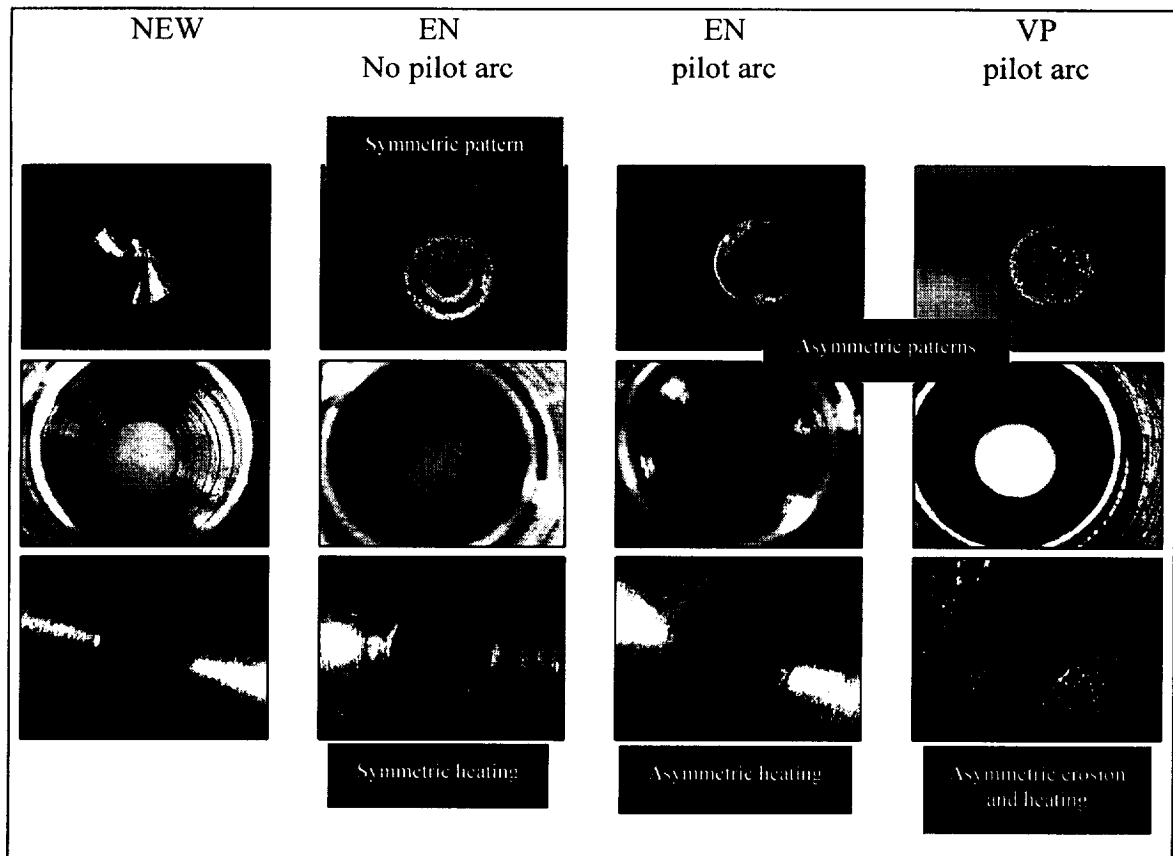 NEW
EN
No pilot arc
EN
pilot arc
VP
pilot arc
Symmetric pattern
Asymmetric patterns
Symmetric heating
Asymmetric heating
Asymmetric erosion
and heating